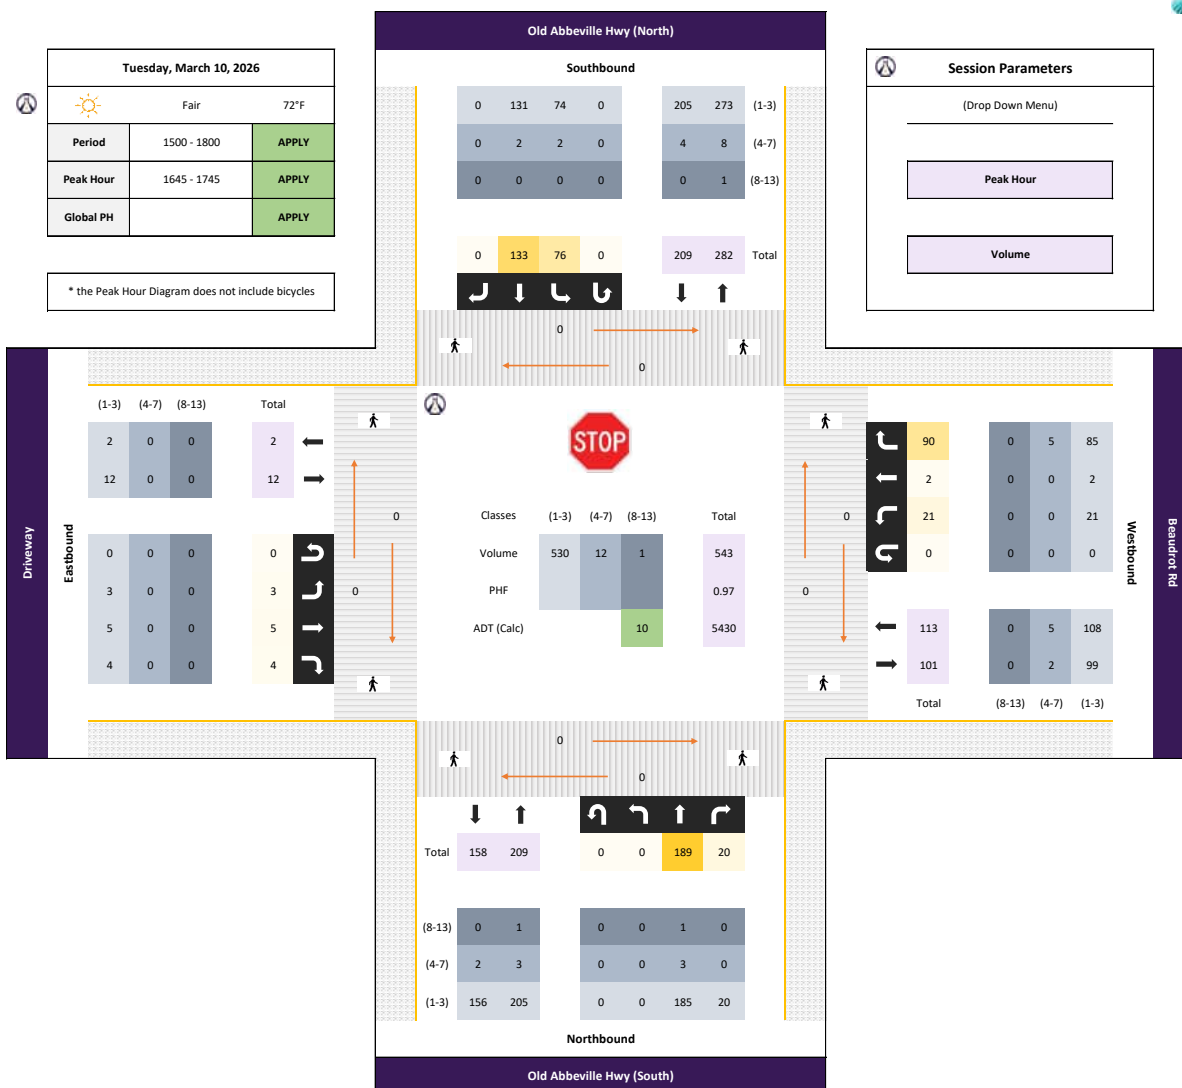 Old Abbeville Hwy (North)
Tuesday, March 10, 2026
Fair 72°F
Period 1500 - 1800 APPLY
Peak Hour 1645 - 1745 APPLY
Global PH APPLY
* the Peak Hour Diagram does not include bicycles
Southbound
0 131 74 0 205 273 (1-3)
0 2 2 0 4 8 (4-7)
0 0 0 0 0 1 (8-13)
0 133 76 0 209 282 Total
0
0
Session Parameters
(Drop Down Menu)
Peak Hour
Volume
Driveway
Eastbound
(1-3) (4-7) (8-13) Total
2 0 0 2
12 0 0 12
0 0 0 0
3 0 0 3
5 0 0 5
4 0 0 4
0
0
STOP
Classes (1-3) (4-7) (8-13) Total
Volume 530 12 1 543
PHF 0.97
ADT (Calc) 10 5430
0
0
90 0 5 85
2 0 0 2
21 0 0 21
0 0 0 0
113 0 5 108
101 0 2 99
Total (8-13) (4-7) (1-3)
Westbound
Beaudrot Rd
0
0
Total 158 209 0 0 189 20
(8-13) 0 1 0 0 1 0
(4-7) 2 3 0 0 3 0
(1-3) 156 205 0 0 185 20
Northbound
Old Abbeville Hwy (South)